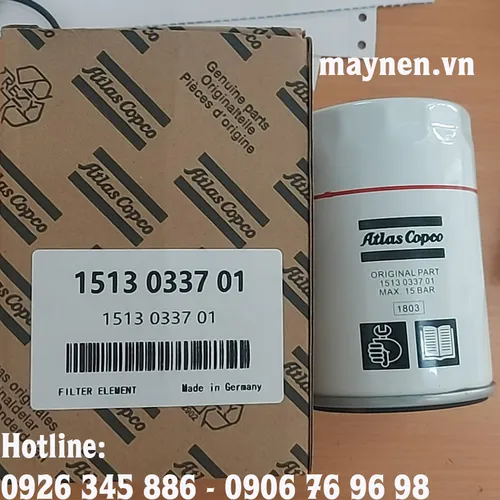 maynen.vn
Atlas Copco
Genuine parts
Originalteile
Pièces d'origine
Atlas Copco
Atlas Copco
Atlas Copco
1513 0337 01
1513 0337 01
FILTER ELEMENT
Made in Germany
Atlas Copco
ORIGINAL PART
1513 0337 01
MAX. 15 BAR
1803
Hotline:
0926 345 886 - 0906 76 96 98